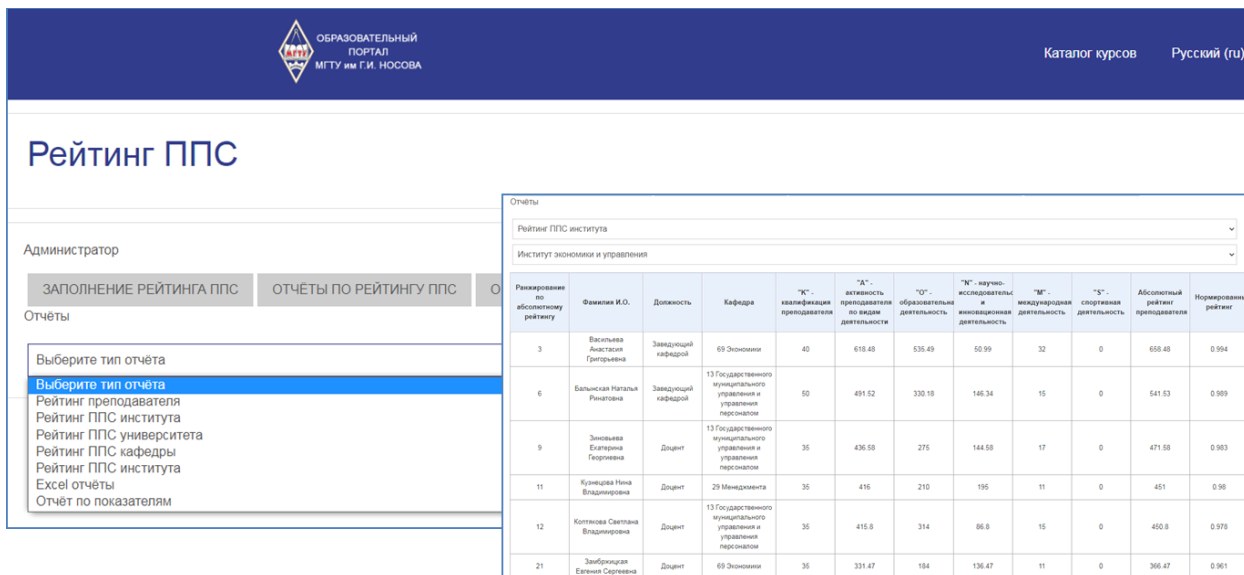 ОБРАЗОВАТЕЛЬНЫЙ
ПОРТАЛ
МГТУ им Г.И. НОСОВА
МГТУ
Каталог курсов
Русский (ru)
Рейтинг ППС
Администратор
ЗАПОЛНЕНИЕ РЕЙТИНГА ППС
ОТЧЁТЫ ПО РЕЙТИНГУ ППС
О
Отчёты
Выберите тип отчёта
Выберите тип отчёта
Рейтинг преподавателя
Рейтинг ППС института
Рейтинг ППС университета
Рейтинг ППС кафедры
Рейтинг ППС института
Excel отчёты
Отчёт по показателям
Отчёты
Рейтинг ППС института
Институт экономики и управления
Ранжирование
по
абсолютному
рейтингу
Фамилия И.О.
Должность
Кафедра
"K" -
квалификация
преподавателя
"A" -
активность
преподавателя
по видам
деятельности
"O" -
образовательна
деятельность
"N" - научно-
исследовательс
и
инновационная
деятельность
"M" -
международная
деятельность
"S" -
спортивная
деятельность
Абсолютный
рейтинг
преподавателя
Нормированны
рейтинг
3
Васильева
Анастасия
Григорьевна
Заведующий
кафедрой
69 Экономики
40
618.48
535.49
50.99
32
0
658.48
0.994
6
Балынская Наталья
Ринатовна
Заведующий
кафедрой
13 Государственного
муниципального
управления и
управления
персоналом
50
491.52
330.18
146.34
15
0
541.53
0.989
9
Зиновьева
Екатерина
Георгиевна
Доцент
13 Государственного
муниципального
управления и
управления
персоналом
35
436.58
275
144.58
17
0
471.58
0.983
11
Кузнецова Нина
Владимировна
Доцент
29 Менеджмента
35
416
210
195
11
0
451
0.98
12
Коптякова Светлана
Владимировна
Доцент
13 Государственного
муниципального
управления и
управления
персоналом
35
415.8
314
86.8
15
0
450.8
0.978
21
Замбржицкая
Евгения Сергеевна
Доцент
69 Экономики
35
331.47
184
136.47
11
0
366.47
0.961